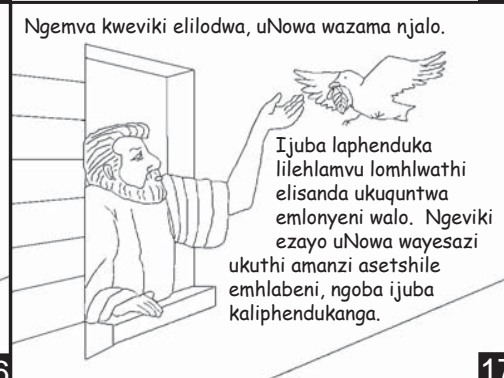 Ngemva kweviki elilodwa, uNowa wazama njalo.
Ijuba laphenduka
lilehlamvu lomhlwathi
elisanda ukuquntwa
emlonyeni walo.  Ngeviki
ezayo uNowa wayesazi
ukuthi amanzi asetshile
emhlabeni, ngoba ijuba
kaliphendukanga.
6
17